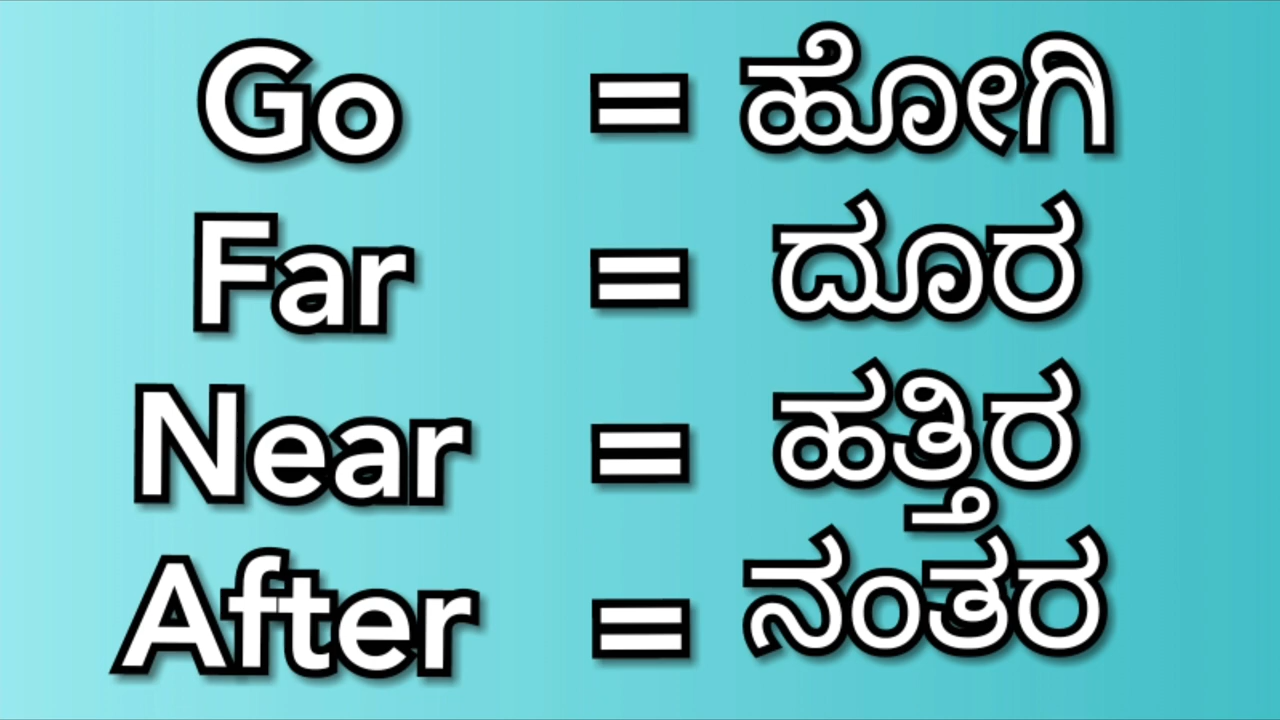 Go = ಹೋಗಿ
Far = ದೂರ
Near = ಹತ್ತಿರ
After = ನಂತರ